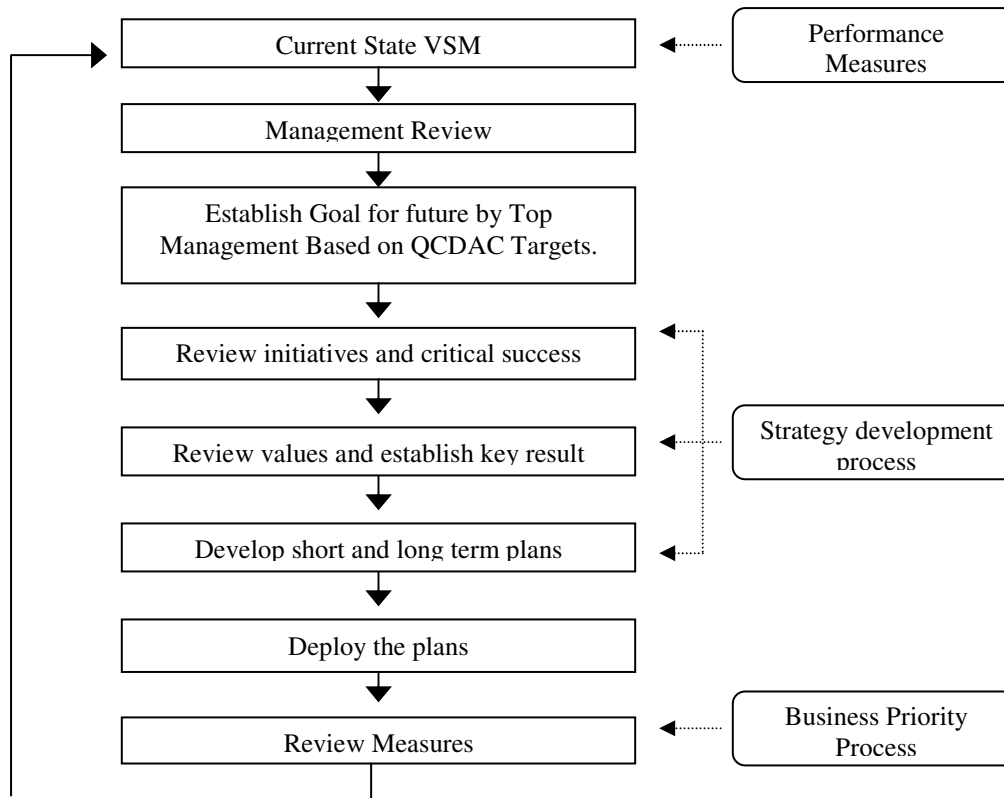 Current State VSM
Performance
Measures
Management Review
Establish Goal for future by Top
Management Based on QCDAC Targets.
Review initiatives and critical success
Review values and establish key result
Strategy development
process
Develop short and long term plans
Deploy the plans
Review Measures
Business Priority
Process